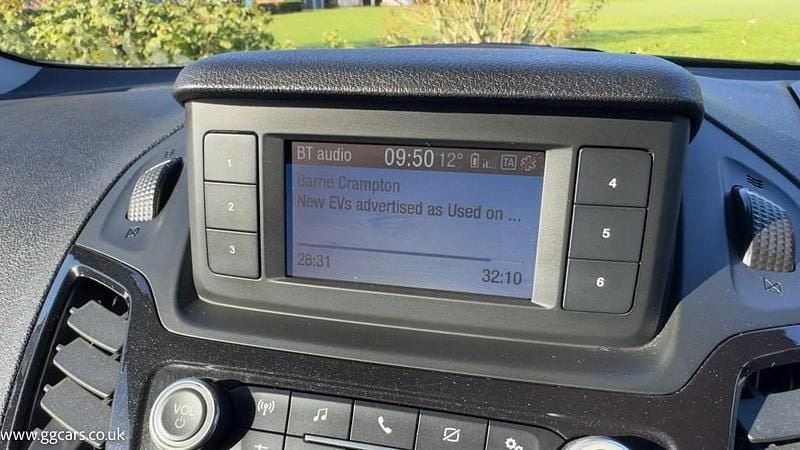 BT audio 09:50 12° TA
Barrie Crampton
New EVs advertised as Used on ...
28:31
32:10
1
2
3
4
5
6
VOL
www.ggcars.co.uk